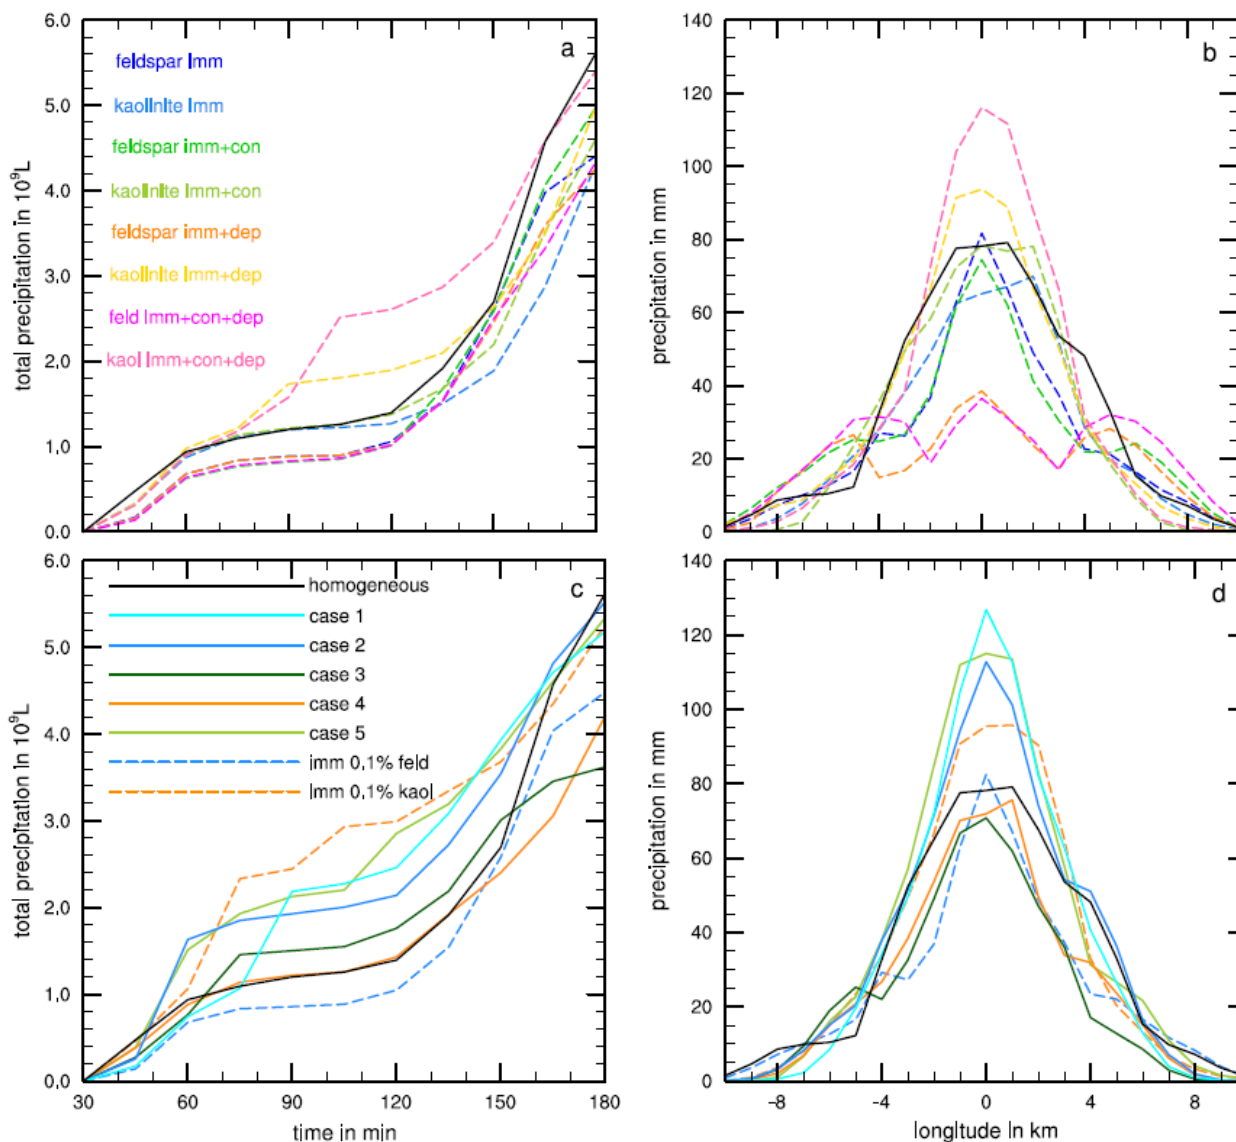 6.0
5.0
4.0
3.0
2.0
1.0
0.0
total precipitation in 10⁹L
a
feldspar imm
kaolinite imm
feldspar imm+con
kaolinite imm+con
feldspar imm+dep
kaolinite imm+dep
feld imm+con+dep
kaol imm+con+dep
140
120
100
80
60
40
20
0
precipitation in mm
b
6.0
5.0
4.0
3.0
2.0
1.0
0.0
total precipitation in 10⁹L
c
homogeneous
case 1
case 2
case 3
case 4
case 5
imm 0.1% feld
imm 0.1% kaol
30 60 90 120 150 180
time in min
140
120
100
80
60
40
20
0
precipitation in mm
d
-8 -4 0 4 8
longitude in km